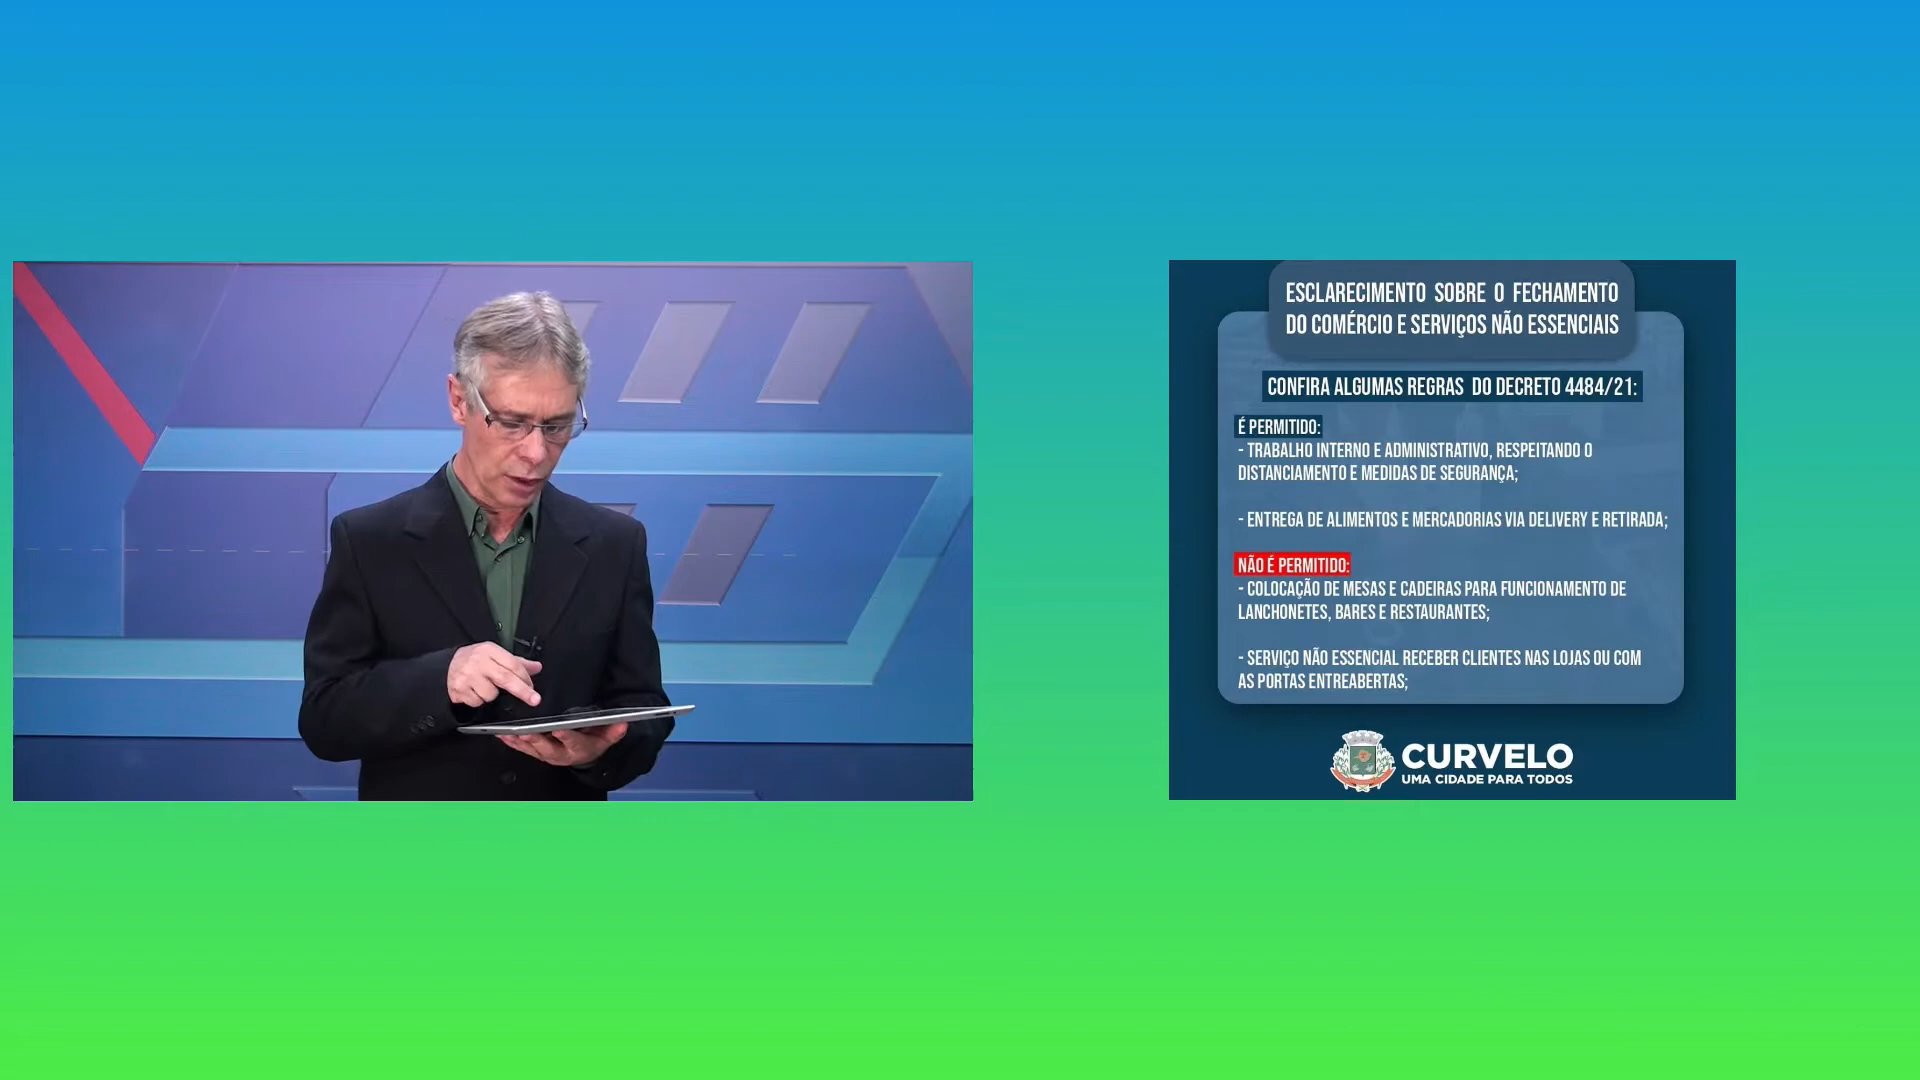 ESCLARECIMENTO SOBRE O FECHAMENTO
DO COMÉRCIO E SERVIÇOS NÃO ESSENCIAIS
CONFIRA ALGUMAS REGRAS DO DECRETO 4484/21:
É PERMITIDO:
- TRABALHO INTERNO E ADMINISTRATIVO, RESPEITANDO O
DISTANCIAMENTO E MEDIDAS DE SEGURANÇA;
- ENTREGA DE ALIMENTOS E MERCADORIAS VIA DELIVERY E RETIRADA;
NÃO É PERMITIDO:
- COLOCAÇÃO DE MESAS E CADEIRAS PARA FUNCIONAMENTO DE
LANCHONETES, BARES E RESTAURANTES;
- SERVIÇO NÃO ESSENCIAL RECEBER CLIENTES NAS LOJAS OU COM
AS PORTAS ENTREABERTAS;
CURVELO
UMA CIDADE PARA TODOS